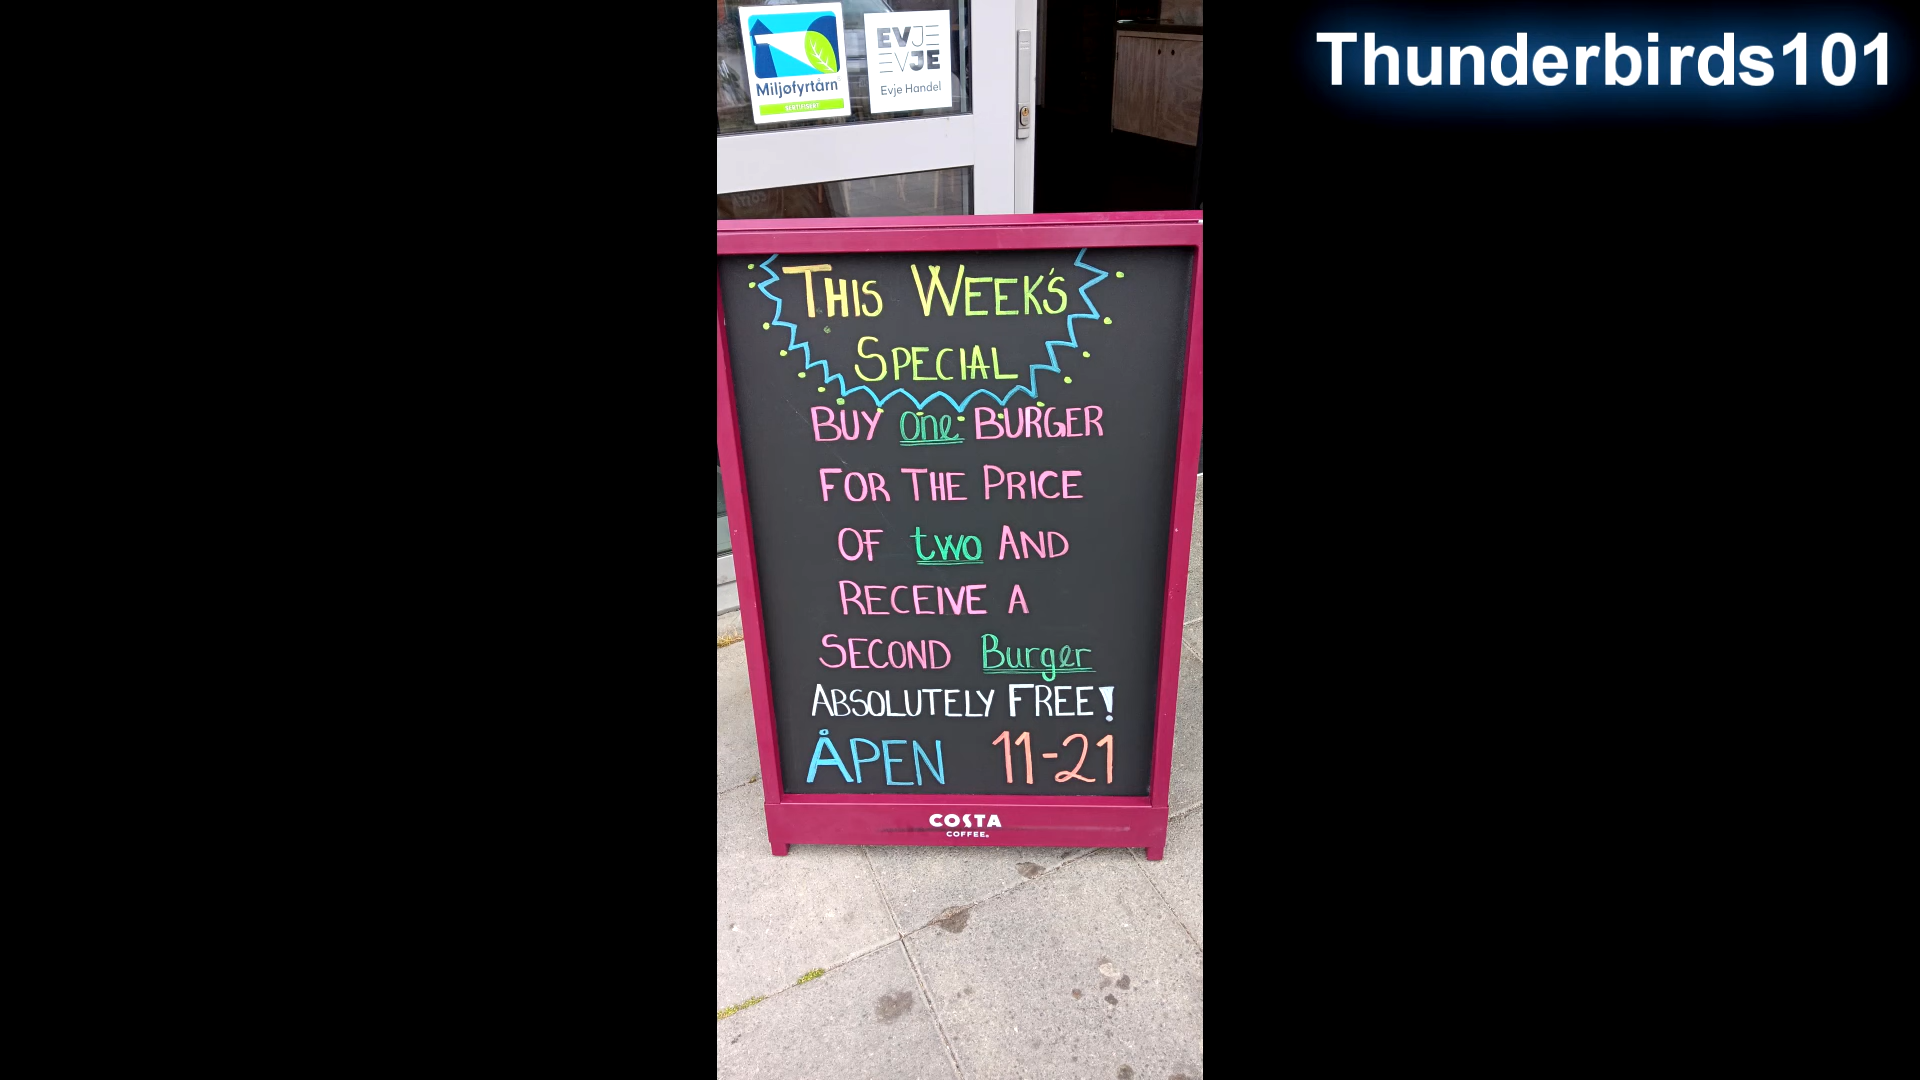 Thunderbirds101
Miljøfyrtårn
SERTIFISERT
EVJE
EVJE
Evje Handel
THIS WEEK'S
SPECIAL
BUY One BURGER
FOR THE PRICE
OF two AND
RECEIVE A
SECOND Burger
ABSOLUTELY FREE!
ÅPEN 11-21
COSTA
COFFEE.